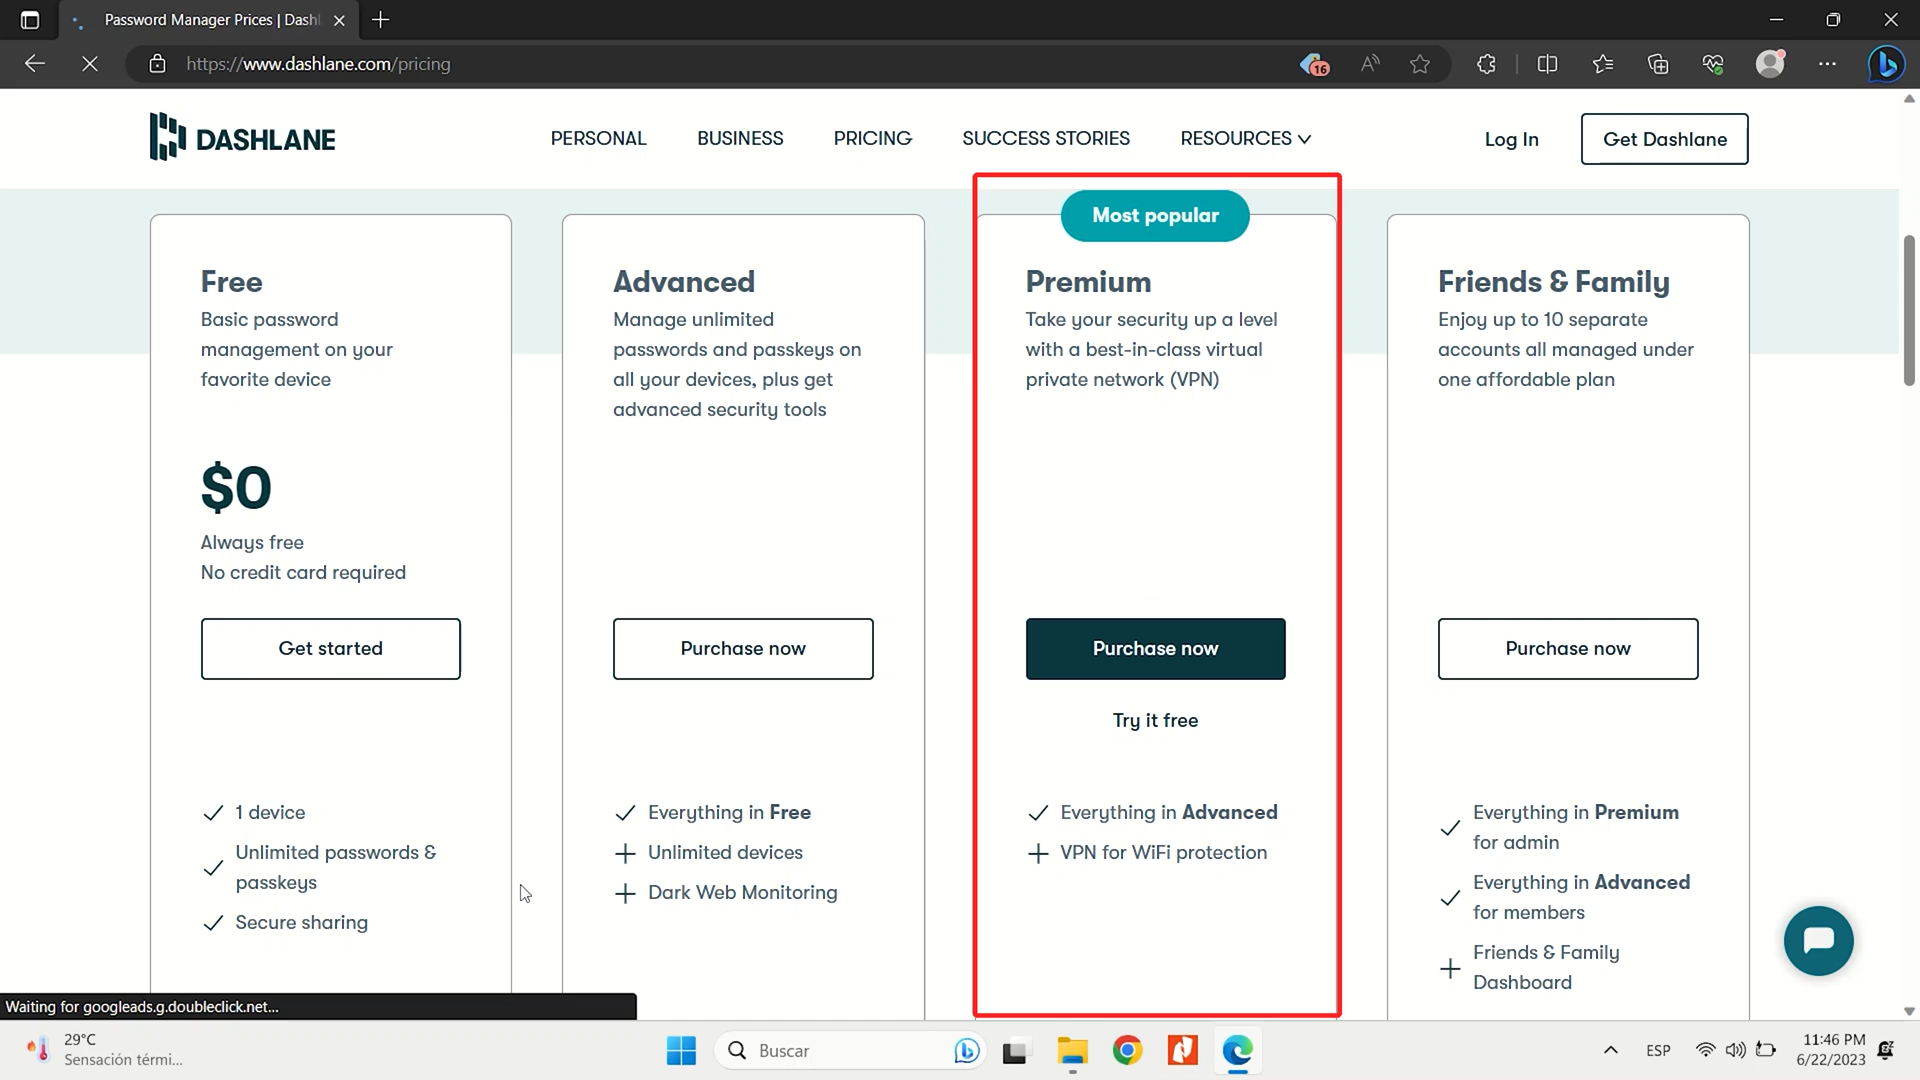 Password Manager Prices | Dashl
https://www.dashlane.com/pricing
16
DASHLANE
PERSONAL
BUSINESS
PRICING
SUCCESS STORIES
RESOURCES
Log In
Get Dashlane
Free
Basic password
management on your
favorite device
$0
Always free
No credit card required
Get started
1 device
Unlimited passwords &
passkeys
Secure sharing
Advanced
Manage unlimited
passwords and passkeys on
all your devices, plus get
advanced security tools
Purchase now
Everything in Free
Unlimited devices
Dark Web Monitoring
Most popular
Premium
Take your security up a level
with a best-in-class virtual
private network (VPN)
Purchase now
Try it free
Everything in Advanced
VPN for WiFi protection
Friends & Family
Enjoy up to 10 separate
accounts all managed under
one affordable plan
Purchase now
Everything in Premium
for admin
Everything in Advanced
for members
Friends & Family
Dashboard
Waiting for googleads.g.doubleclick.net...
29°C
Sensación térmi...
Buscar
ESP
11:46 PM
6/22/2023